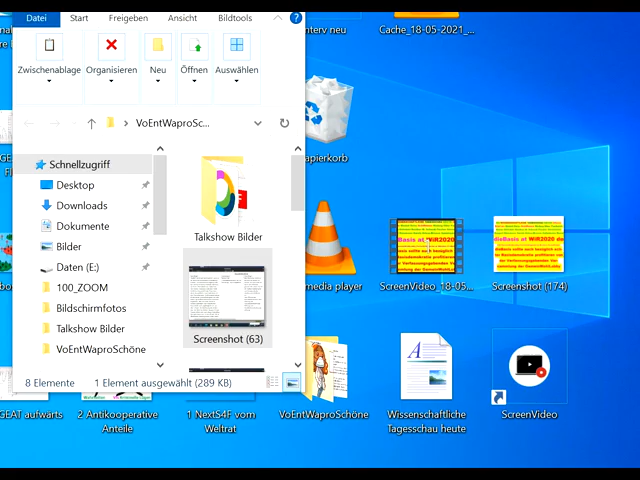 Datei Start Freigeben Ansicht Bildtools
Zwischenablage Organisieren Neu Öffnen Auswählen
VoEntWaproSc...
Schnellzugriff
Desktop
Downloads
Dokumente
Bilder
Daten (E:)
100_ZOOM
Bildschirmfotos
Talkshow Bilder
VoEntWaproSchöne
Talkshow Bilder
Screenshot (63)
8 Elemente 1 Element ausgewählt (289 KB)
nterv neu
Cache_18-05-2021_...
apierkorb
media player
ScreenVideo_18-05...
Screenshot (174)
GEAT aufwärts
2 Antikooperative
Anteile
1 NextS4F vom
Weltrat
VoEntWaproSchöne
Wissenschaftliche
Tagesschau heute
ScreenVideo